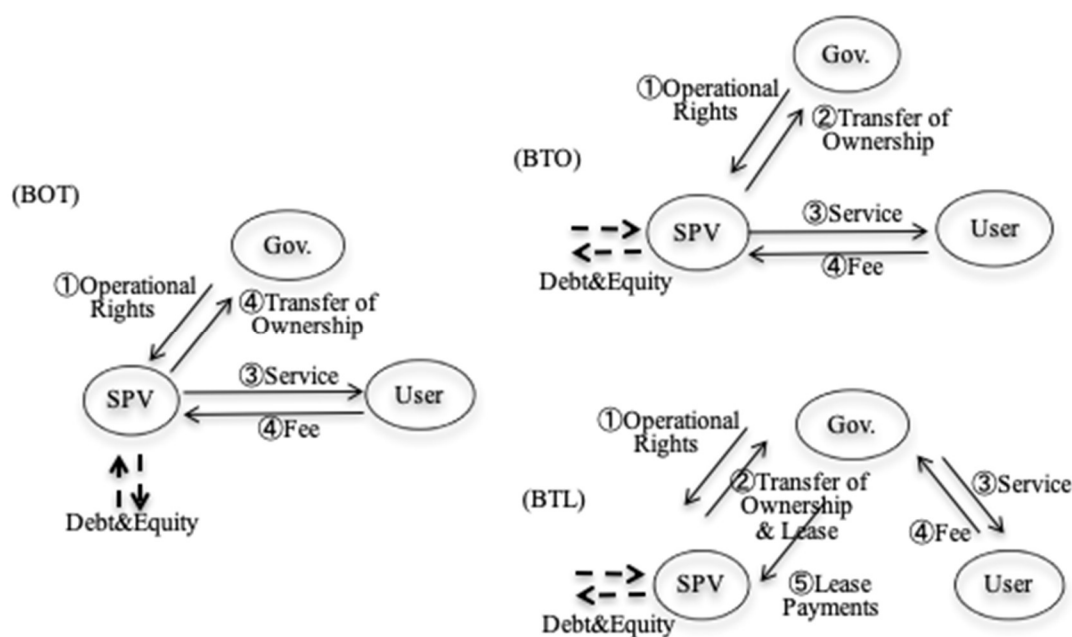 (BOT)
Gov.
①Operational
Rights
④Transfer of
Ownership
SPV
③Service
④Fee
User
Debt&Equity
(BTO)
Gov.
①Operational
Rights
②Transfer of
Ownership
SPV
③Service
④Fee
User
Debt&Equity
(BTL)
Gov.
①Operational
Rights
②Transfer of
Ownership
& Lease
③Service
④Fee
SPV
⑤Lease
Payments
User
Debt&Equity